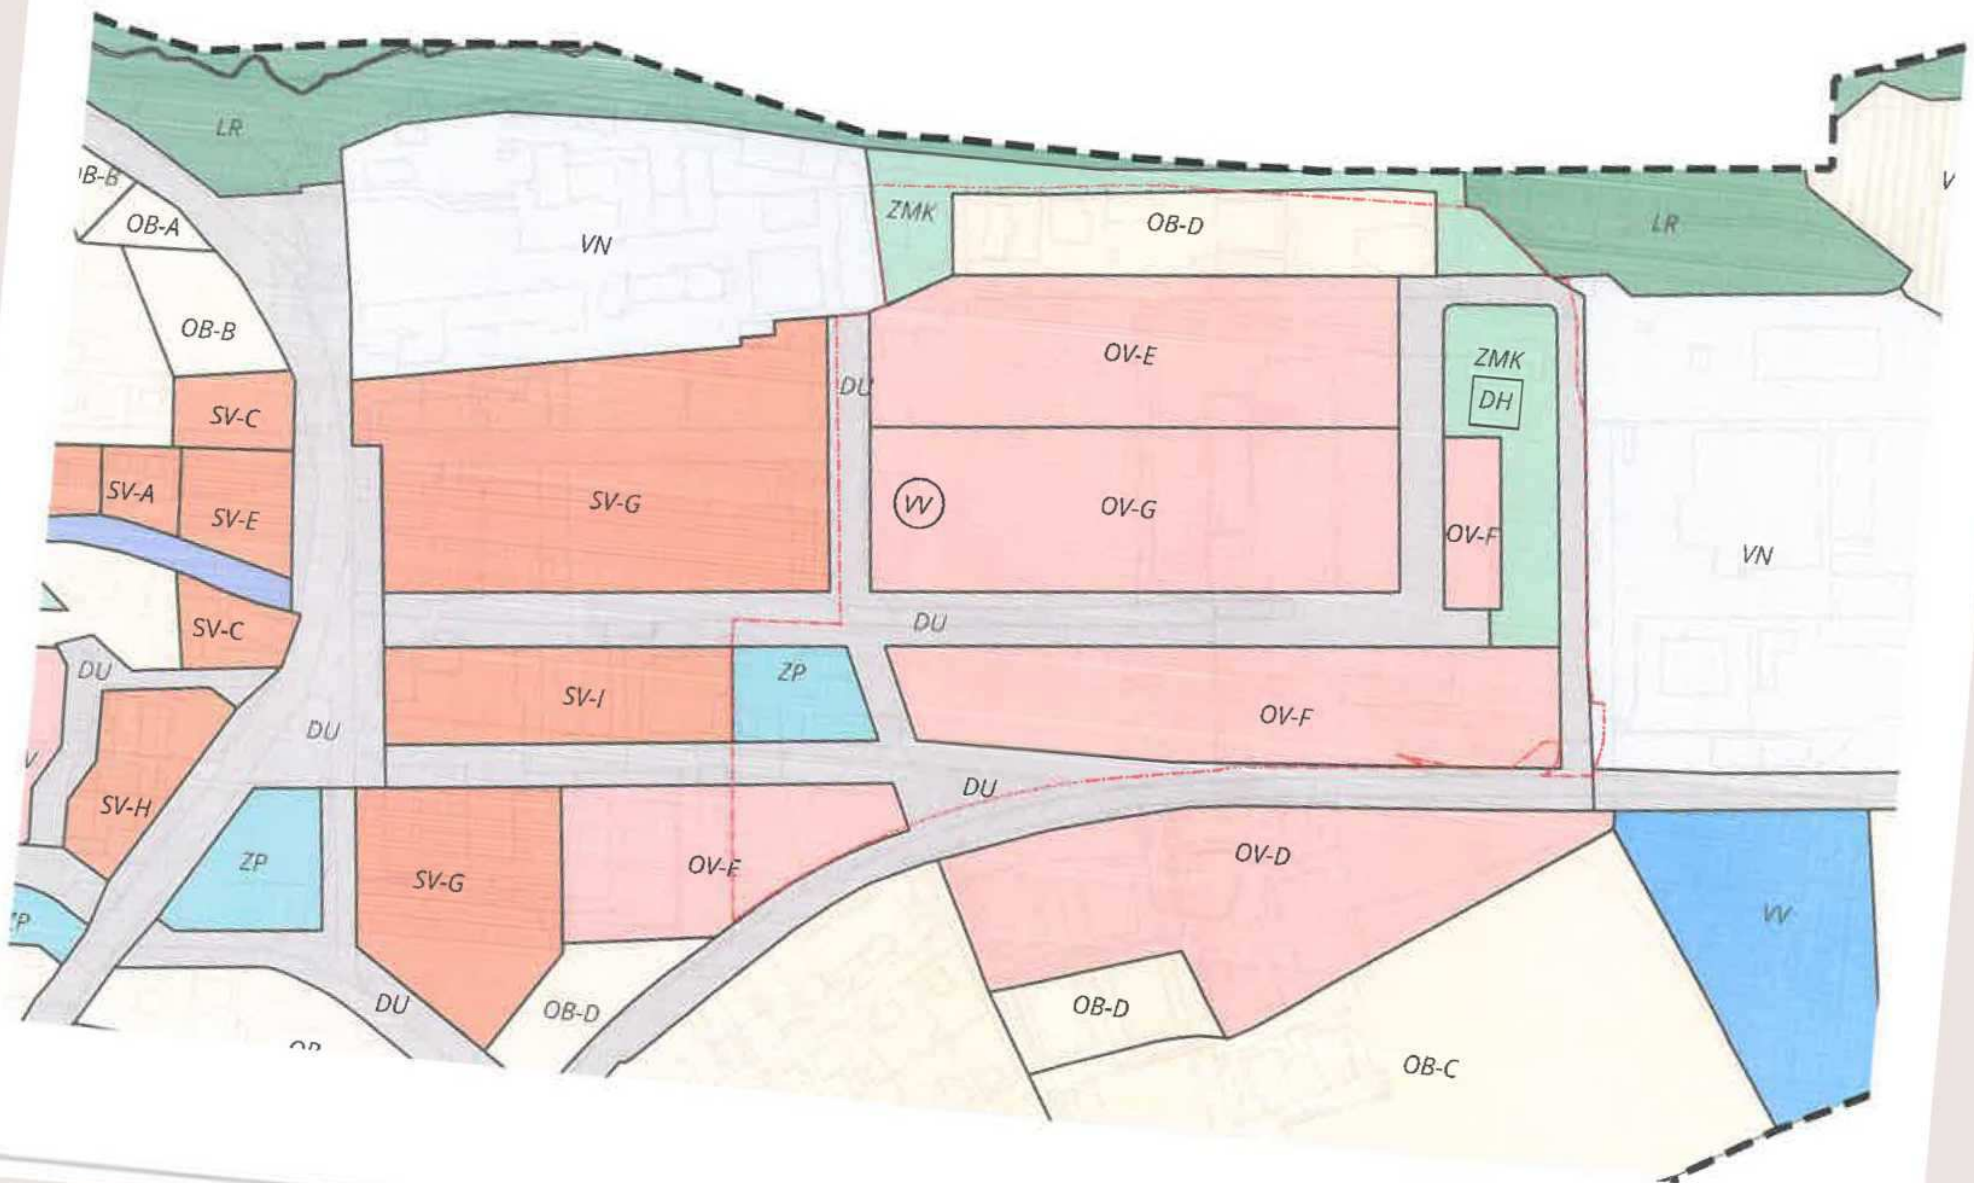 LR
OB-A
OB-B
VN
ZMK
OB-D
LR
OV-E
ZMK
DH
DU
SV-C
SV-A
SV-E
SV-G
VV
OV-G
OV-F
VN
SV-C
DU
DU
SV-I
ZP
OV-F
DU
DU
SV-H
ZP
SV-G
OV-E
OV-D
VV
DU
OB-D
OB-D
OB-C